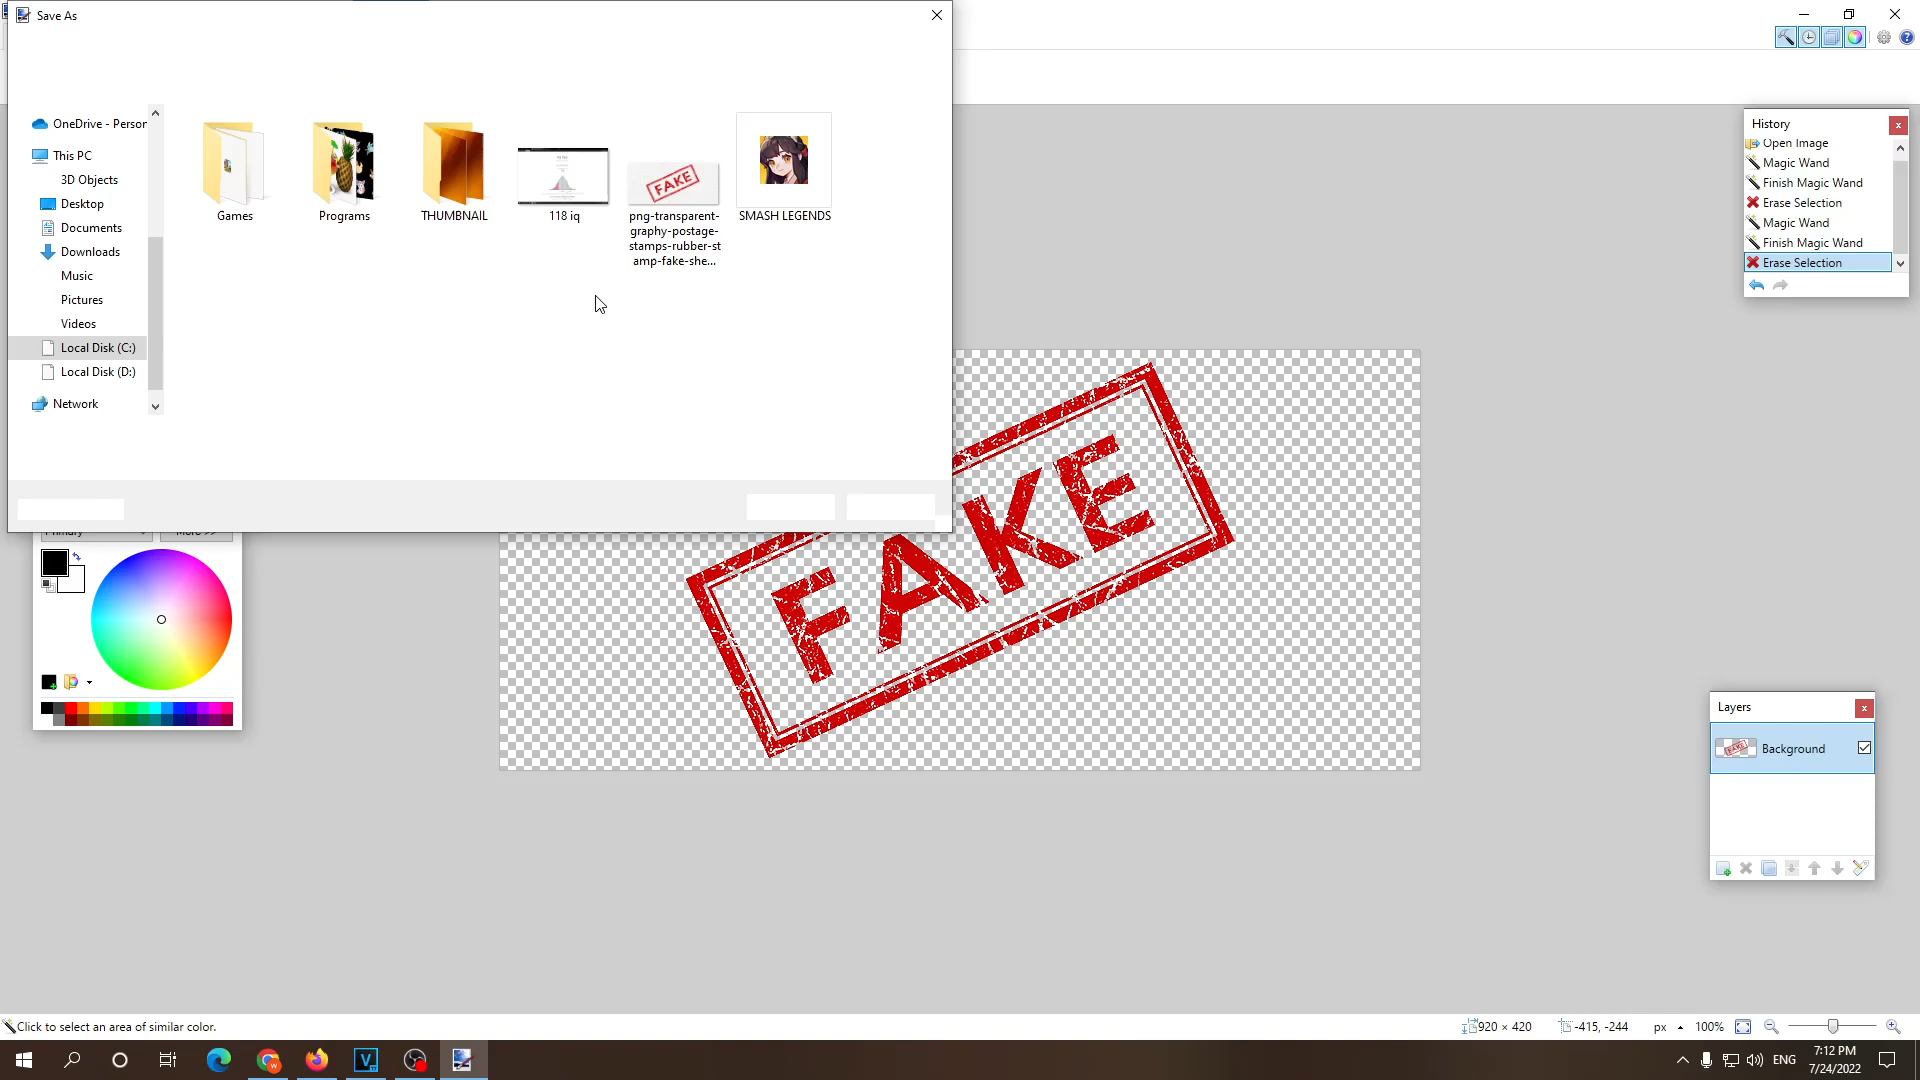 Save As
OneDrive - Person
This PC
3D Objects
Desktop
Documents
Downloads
Music
Pictures
Videos
Local Disk (C:)
Local Disk (D:)
Network
Games
Programs
THUMBNAIL
118 iq
FAKE
png-transparent-
graphy-postage-
stamps-rubber-st
amp-fake-she...
SMASH LEGENDS
History
Open Image
Magic Wand
Finish Magic Wand
Erase Selection
Magic Wand
Finish Magic Wand
Erase Selection
FAKE
Primary
More >>
Layers
FAKE
Background
Click to select an area of similar color.
920 × 420
-415, -244
px
100%
ENG
7:12 PM
7/24/2022